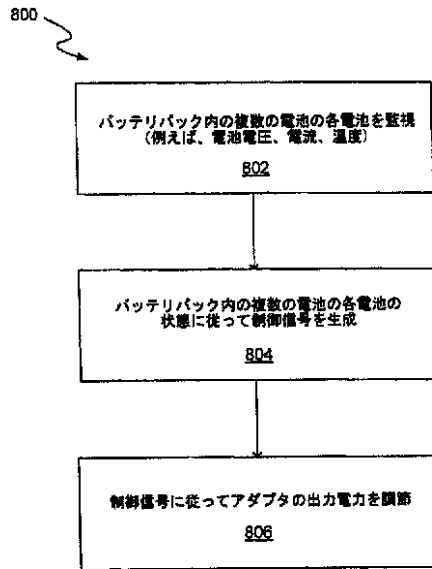 800
バッテリパック内の複数の電池の各電池を監視
(例えば、電池電圧、電流、温度)
802
バッテリパック内の複数の電池の各電池の
状態に従って制御信号を生成
804
制御信号に従ってアダプタの出力電力を調節
806